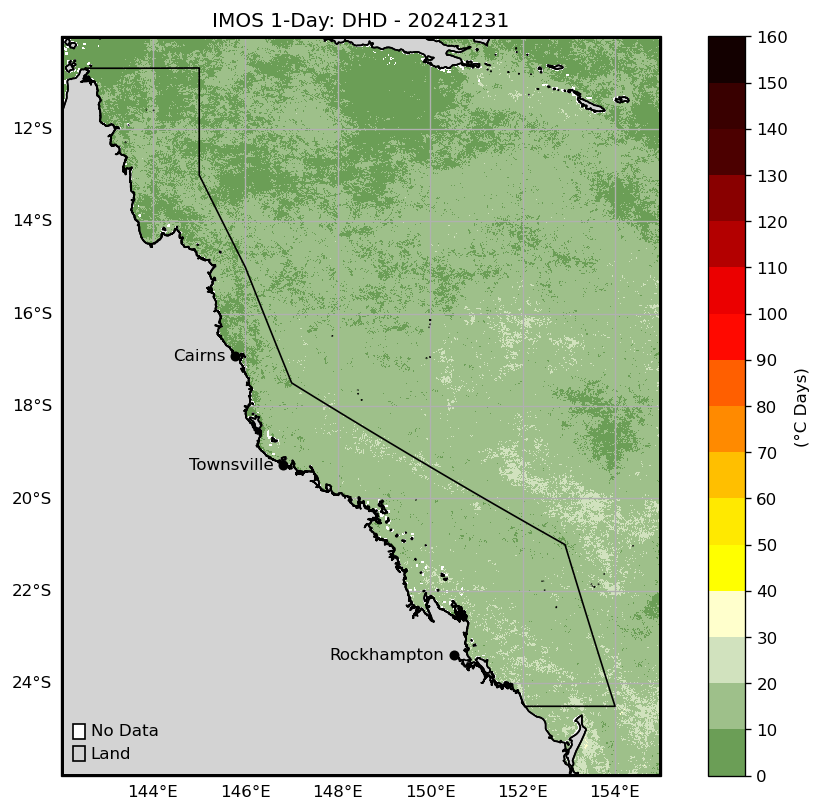 IMOS 1-Day: DHD - 20241231
12°S
14°S
16°S
18°S
20°S
22°S
24°S
Cairns
Townsville
Rockhampton
No Data
Land
144°E 146°E 148°E 150°E 152°E 154°E
160
150
140
130
120
110
100
90
80
70
60
50
40
30
20
10
0
(°C Days)